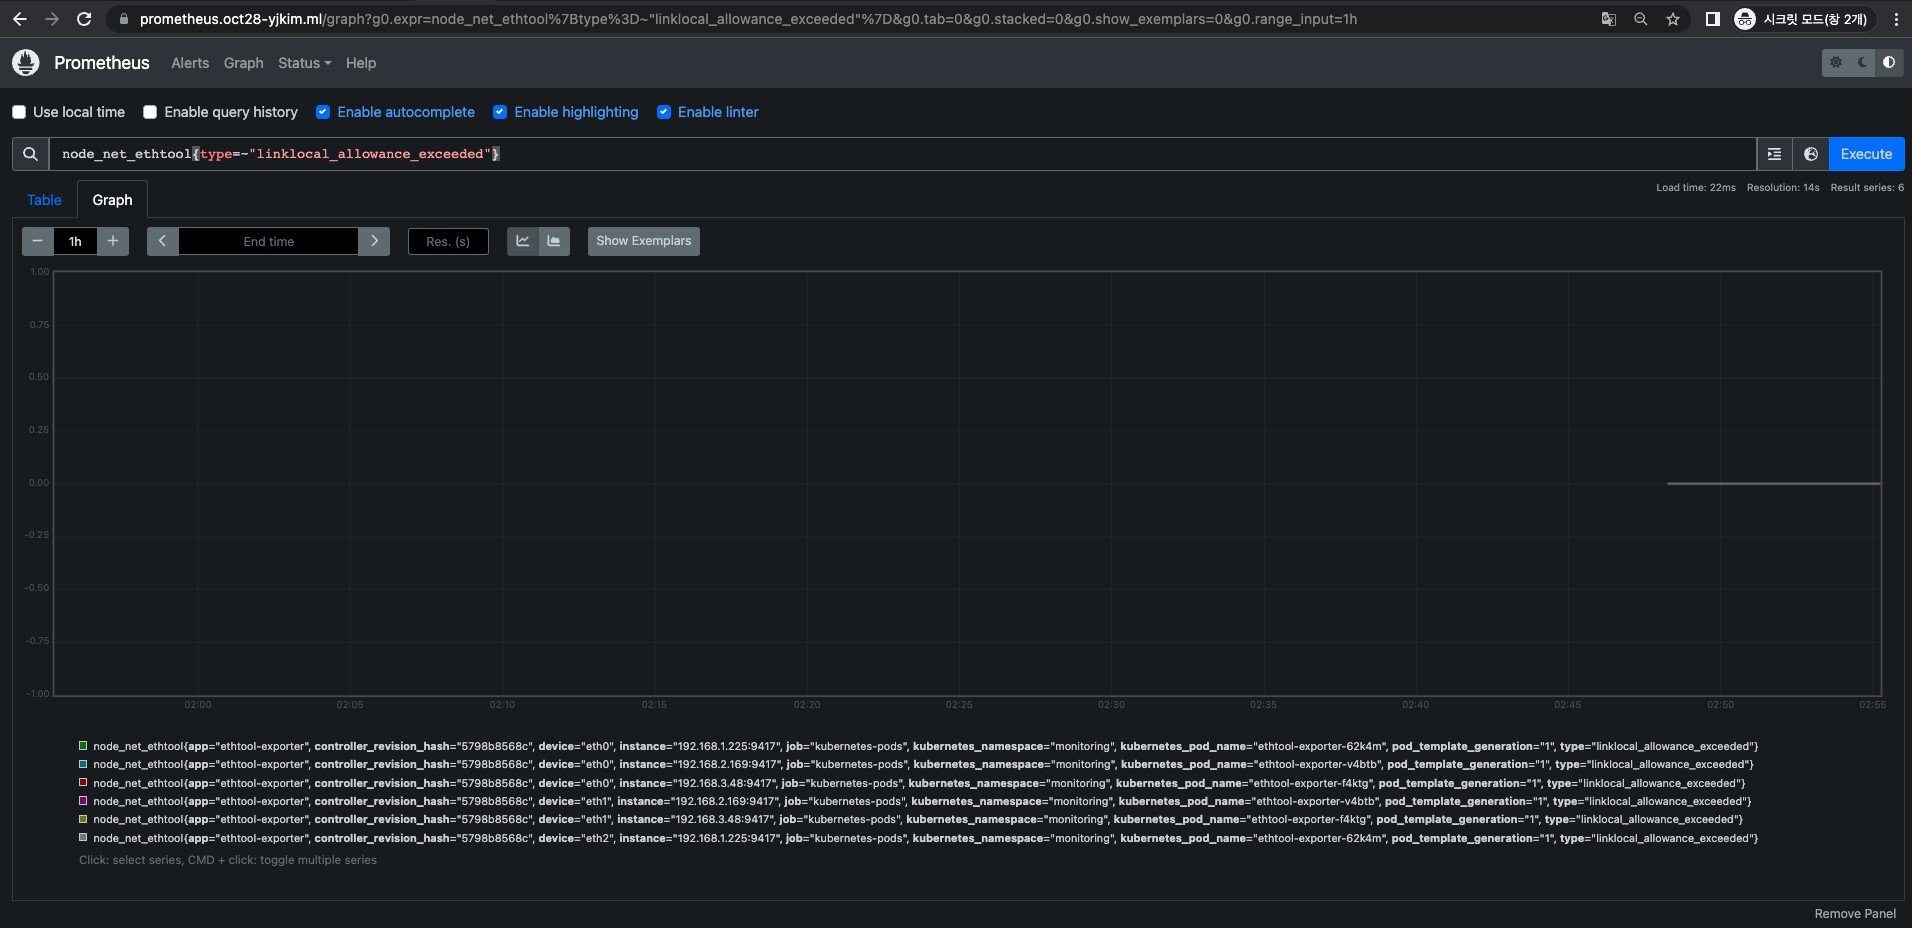 prometheus.oct28-yjkim.ml/graph?g0.expr=node_net_ethtool%7Btype%3D~"linklocal_allowance_exceeded"%7D&g0.tab=0&g0.stacked=0&g0.show_exemplars=0&g0.range_input=1h
시크릿 모드(창 2개)
Prometheus Alerts Graph Status Help
Use local time Enable query history Enable autocomplete Enable highlighting Enable linter
node_net_ethtool{type=~"linklocal_allowance_exceeded"}
Execute
Load time: 22ms Resolution: 14s Result series: 6
Table Graph
− 1h + End time Res. (s) Show Exemplars
1.00
0.75
0.50
0.25
0.00
-0.25
-0.50
-0.75
-1.00
02:00 02:05 02:10 02:15 02:20 02:25 02:30 02:35 02:40 02:45 02:50 02:55
node_net_ethtool{app="ethtool-exporter", controller_revision_hash="5798b8568c", device="eth0", instance="192.168.1.225:9417", job="kubernetes-pods", kubernetes_namespace="monitoring", kubernetes_pod_name="ethtool-exporter-62k4m", pod_template_generation="1", type="linklocal_allowance_exceeded"}
node_net_ethtool{app="ethtool-exporter", controller_revision_hash="5798b8568c", device="eth0", instance="192.168.2.169:9417", job="kubernetes-pods", kubernetes_namespace="monitoring", kubernetes_pod_name="ethtool-exporter-v4btb", pod_template_generation="1", type="linklocal_allowance_exceeded"}
node_net_ethtool{app="ethtool-exporter", controller_revision_hash="5798b8568c", device="eth0", instance="192.168.3.48:9417", job="kubernetes-pods", kubernetes_namespace="monitoring", kubernetes_pod_name="ethtool-exporter-f4ktg", pod_template_generation="1", type="linklocal_allowance_exceeded"}
node_net_ethtool{app="ethtool-exporter", controller_revision_hash="5798b8568c", device="eth1", instance="192.168.2.169:9417", job="kubernetes-pods", kubernetes_namespace="monitoring", kubernetes_pod_name="ethtool-exporter-v4btb", pod_template_generation="1", type="linklocal_allowance_exceeded"}
node_net_ethtool{app="ethtool-exporter", controller_revision_hash="5798b8568c", device="eth1", instance="192.168.3.48:9417", job="kubernetes-pods", kubernetes_namespace="monitoring", kubernetes_pod_name="ethtool-exporter-f4ktg", pod_template_generation="1", type="linklocal_allowance_exceeded"}
node_net_ethtool{app="ethtool-exporter", controller_revision_hash="5798b8568c", device="eth2", instance="192.168.1.225:9417", job="kubernetes-pods", kubernetes_namespace="monitoring", kubernetes_pod_name="ethtool-exporter-62k4m", pod_template_generation="1", type="linklocal_allowance_exceeded"}
Click: select series, CMD + click: toggle multiple series
Remove Panel